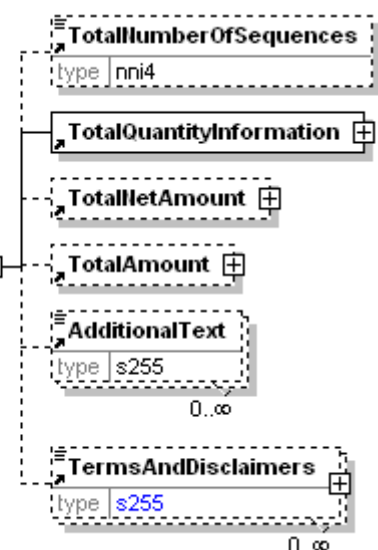 TotalNumberOfSequences
type nni4
TotalQuantityInformation
TotalNetAmount
TotalAmount
AdditionalText
type s255
0..∞
TermsAndDisclaimers
type s255
0..∞